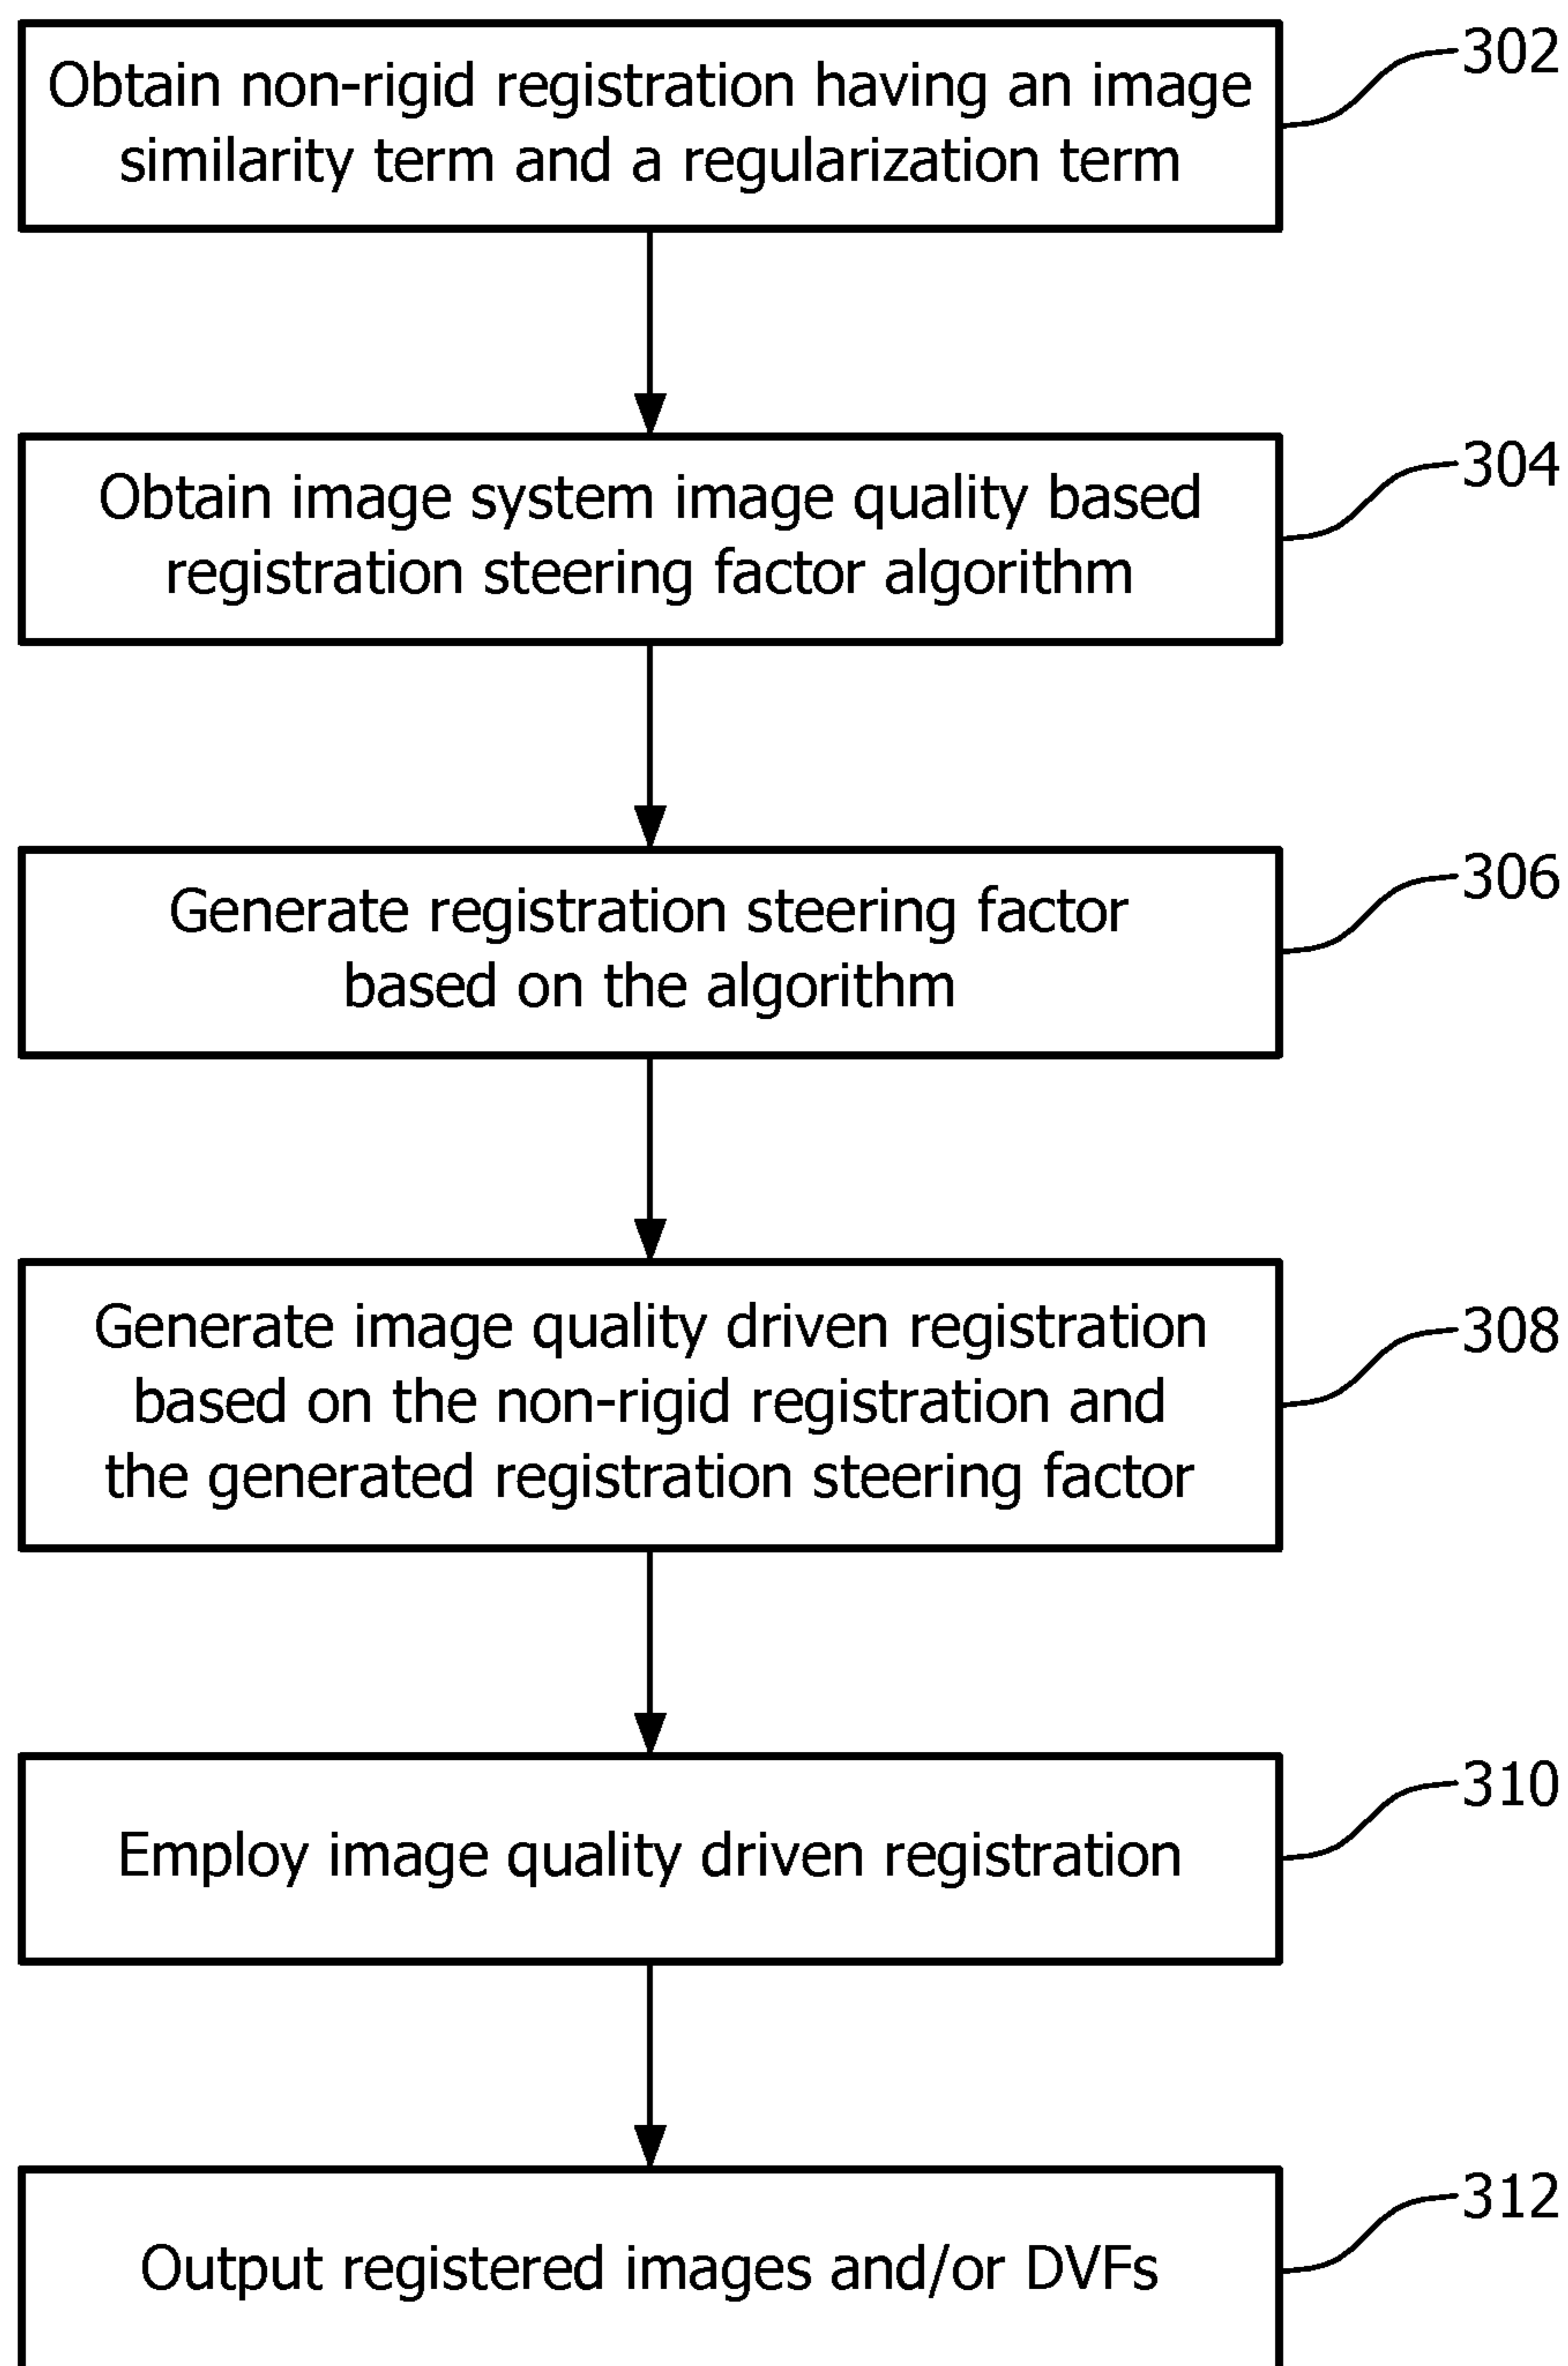 Obtain non-rigid registration having an image
similarity term and a regularization term
302
Obtain image system image quality based
registration steering factor algorithm
304
Generate registration steering factor
based on the algorithm
306
Generate image quality driven registration
based on the non-rigid registration and
the generated registration steering factor
308
Employ image quality driven registration
310
Output registered images and/or DVFs
312